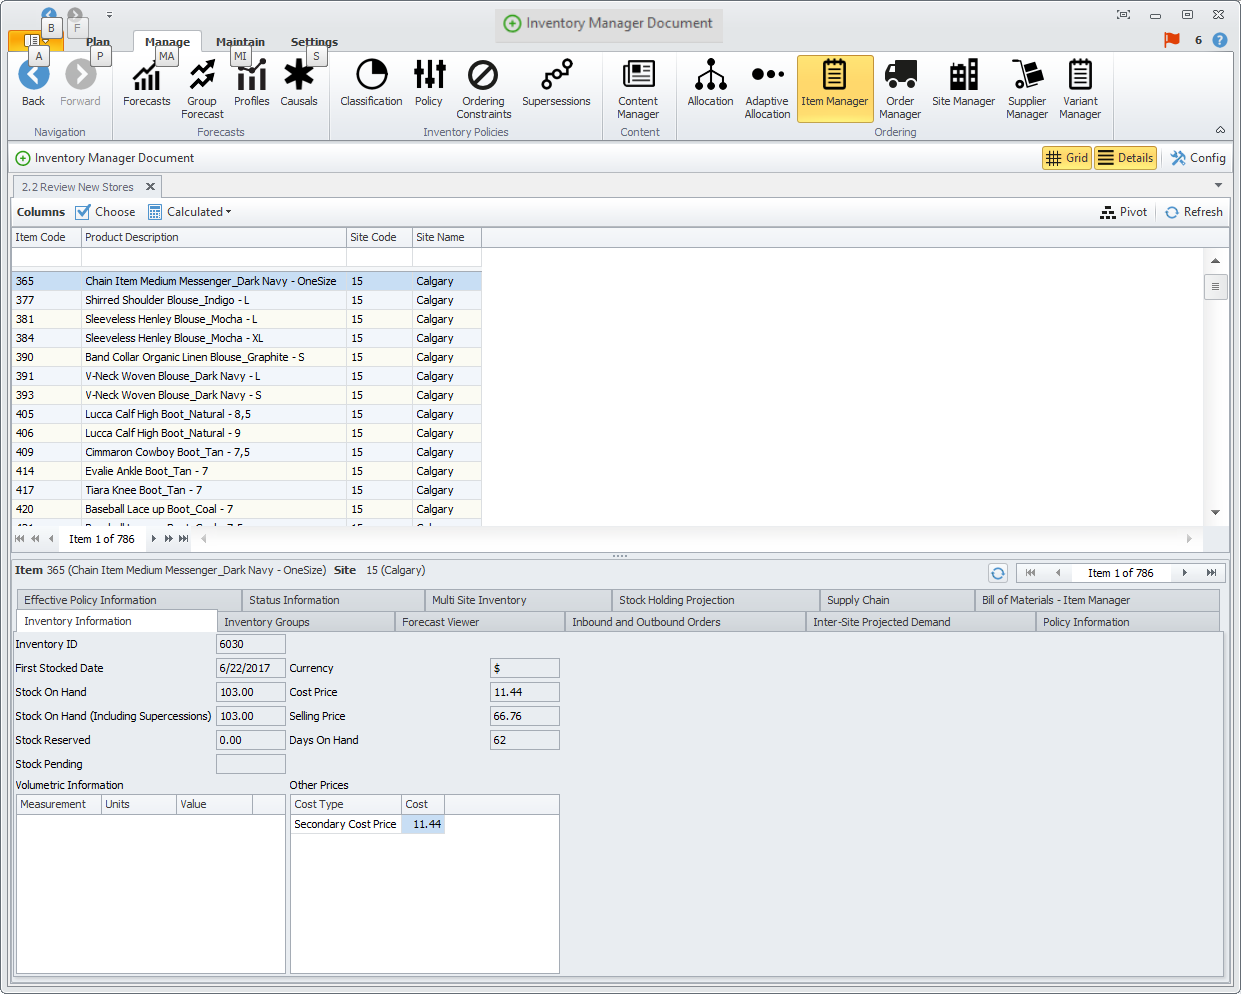 Inventory Manager Document
B F
Plan Manage Maintain Settings 6
A P MA MI S
Back Forward Forecasts Group Forecast Profiles Causals Classification Policy Ordering Constraints Supersessions Content Manager Allocation Adaptive Allocation Item Manager Order Manager Site Manager Supplier Manager Variant Manager
Navigation Forecasts Inventory Policies Content Ordering
Inventory Manager Document Grid Details Config
2.2 Review New Stores
Columns Choose Calculated Pivot Refresh
Item Code Product Description Site Code Site Name
365 Chain Item Medium Messenger_Dark Navy - OneSize 15 Calgary
377 Shirred Shoulder Blouse_Indigo - L 15 Calgary
381 Sleeveless Henley Blouse_Mocha - L 15 Calgary
384 Sleeveless Henley Blouse_Mocha - XL 15 Calgary
390 Band Collar Organic Linen Blouse_Graphite - S 15 Calgary
391 V-Neck Woven Blouse_Dark Navy - L 15 Calgary
393 V-Neck Woven Blouse_Dark Navy - S 15 Calgary
405 Lucca Calf High Boot_Natural - 8,5 15 Calgary
406 Lucca Calf High Boot_Natural - 9 15 Calgary
409 Cimmaron Cowboy Boot_Tan - 7,5 15 Calgary
414 Evalie Ankle Boot_Tan - 7 15 Calgary
417 Tiara Knee Boot_Tan - 7 15 Calgary
420 Baseball Lace up Boot_Coal - 7 15 Calgary
Item 1 of 786
Item 365 (Chain Item Medium Messenger_Dark Navy - OneSize) Site 15 (Calgary) Item 1 of 786
Effective Policy Information Status Information Multi Site Inventory Stock Holding Projection Supply Chain Bill of Materials - Item Manager
Inventory Information Inventory Groups Forecast Viewer Inbound and Outbound Orders Inter-Site Projected Demand Policy Information
Inventory ID 6030
First Stocked Date 6/22/2017 Currency $
Stock On Hand 103.00 Cost Price 11.44
Stock On Hand (Including Supercessions) 103.00 Selling Price 66.76
Stock Reserved 0.00 Days On Hand 62
Stock Pending
Volumetric Information Other Prices
Measurement Units Value Cost Type Cost
Secondary Cost Price 11.44